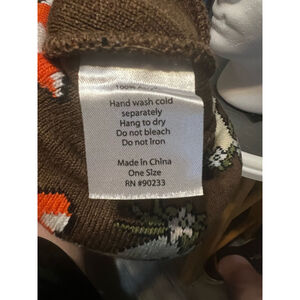 100%
Hand wash cold
separately
Hang to dry
Do not bleach
Do not iron
Made in China
One Size
RN #90233